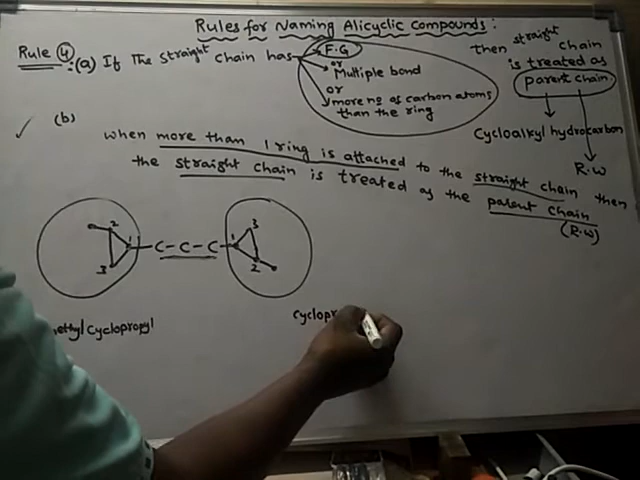 Rules for Naming Alicyclic Compounds:
Rule 4:(a) If The straight chain has
F.G
or
Multiple bond
or
more no of carbon atoms
than the ring
then straight chain
is treated as
parent chain
Cycloalkyl hydrocarbon
R.W
(b)
when more than 1 ring is attached to the straight chain then
the straight chain is treated as the parent chain
(R.W)
2 1 3 C-C-C 1 3 2
Cyclopropyl
cyclopr